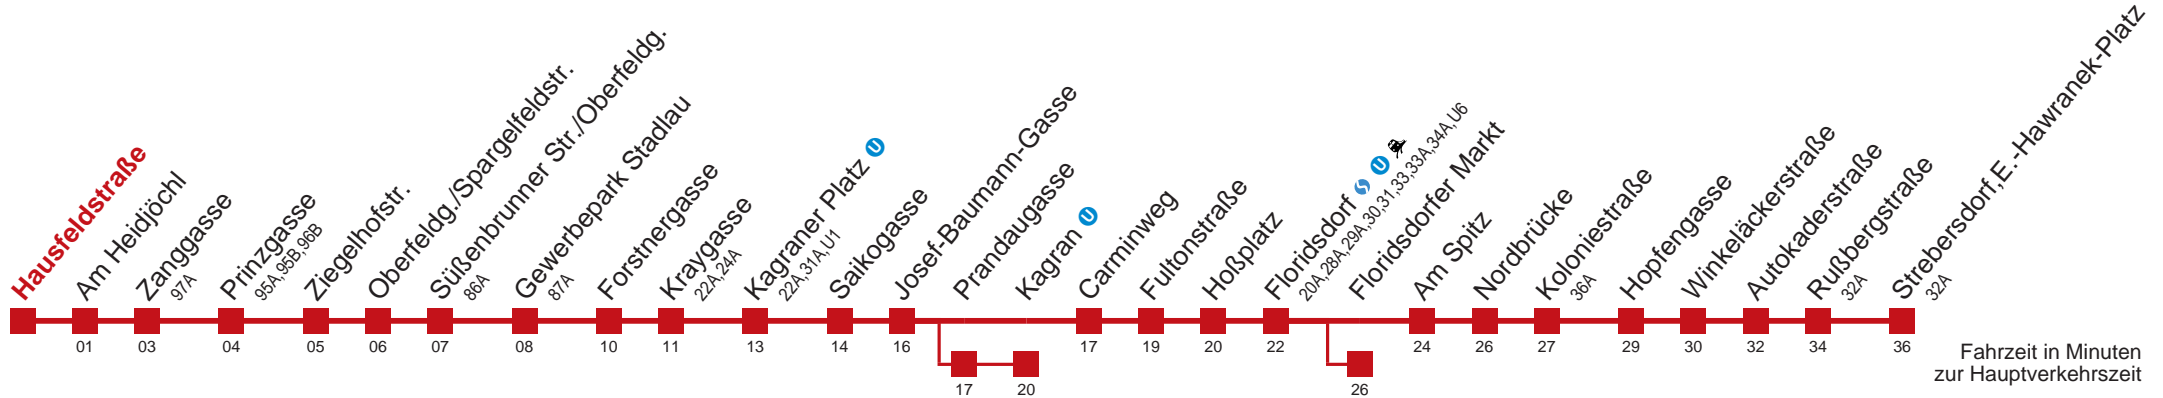 Hausfeldstraße
Am Heidjöchl
Zanggasse
97A
Prinzgasse
95A,95B,96B
Ziegelhofstr.
Oberfeldg./Spargelfeldstr.
Süßenbrunner Str./Oberfeldg.
86A
Gewerbepark Stadlau
87A
Forstnergasse
Kraygasse
22A,24A
Kagraner Platz U
22A,31A,U1
Saikogasse
Josef-Baumann-Gasse
Prandaugasse
Kagran U
Carminweg
Fultonstraße
Hoßplatz
Floridsdorf S U
20A,28A,29A,30,31,33,33A,34A,U6
Floridsdorfer Markt
Am Spitz
Nordbrücke
Koloniestraße
36A
Hopfengasse
Winkeläckerstraße
Autokaderstraße
Rußbergstraße
32A
Strebersdorf,E.-Hawranek-Platz
32A
01 03 04 05 06 07 08 10 11 13 14 16 17 19 20 22 24 26 27 29 30 32 34 36
17 20 26
Fahrzeit in Minuten
zur Hauptverkehrszeit